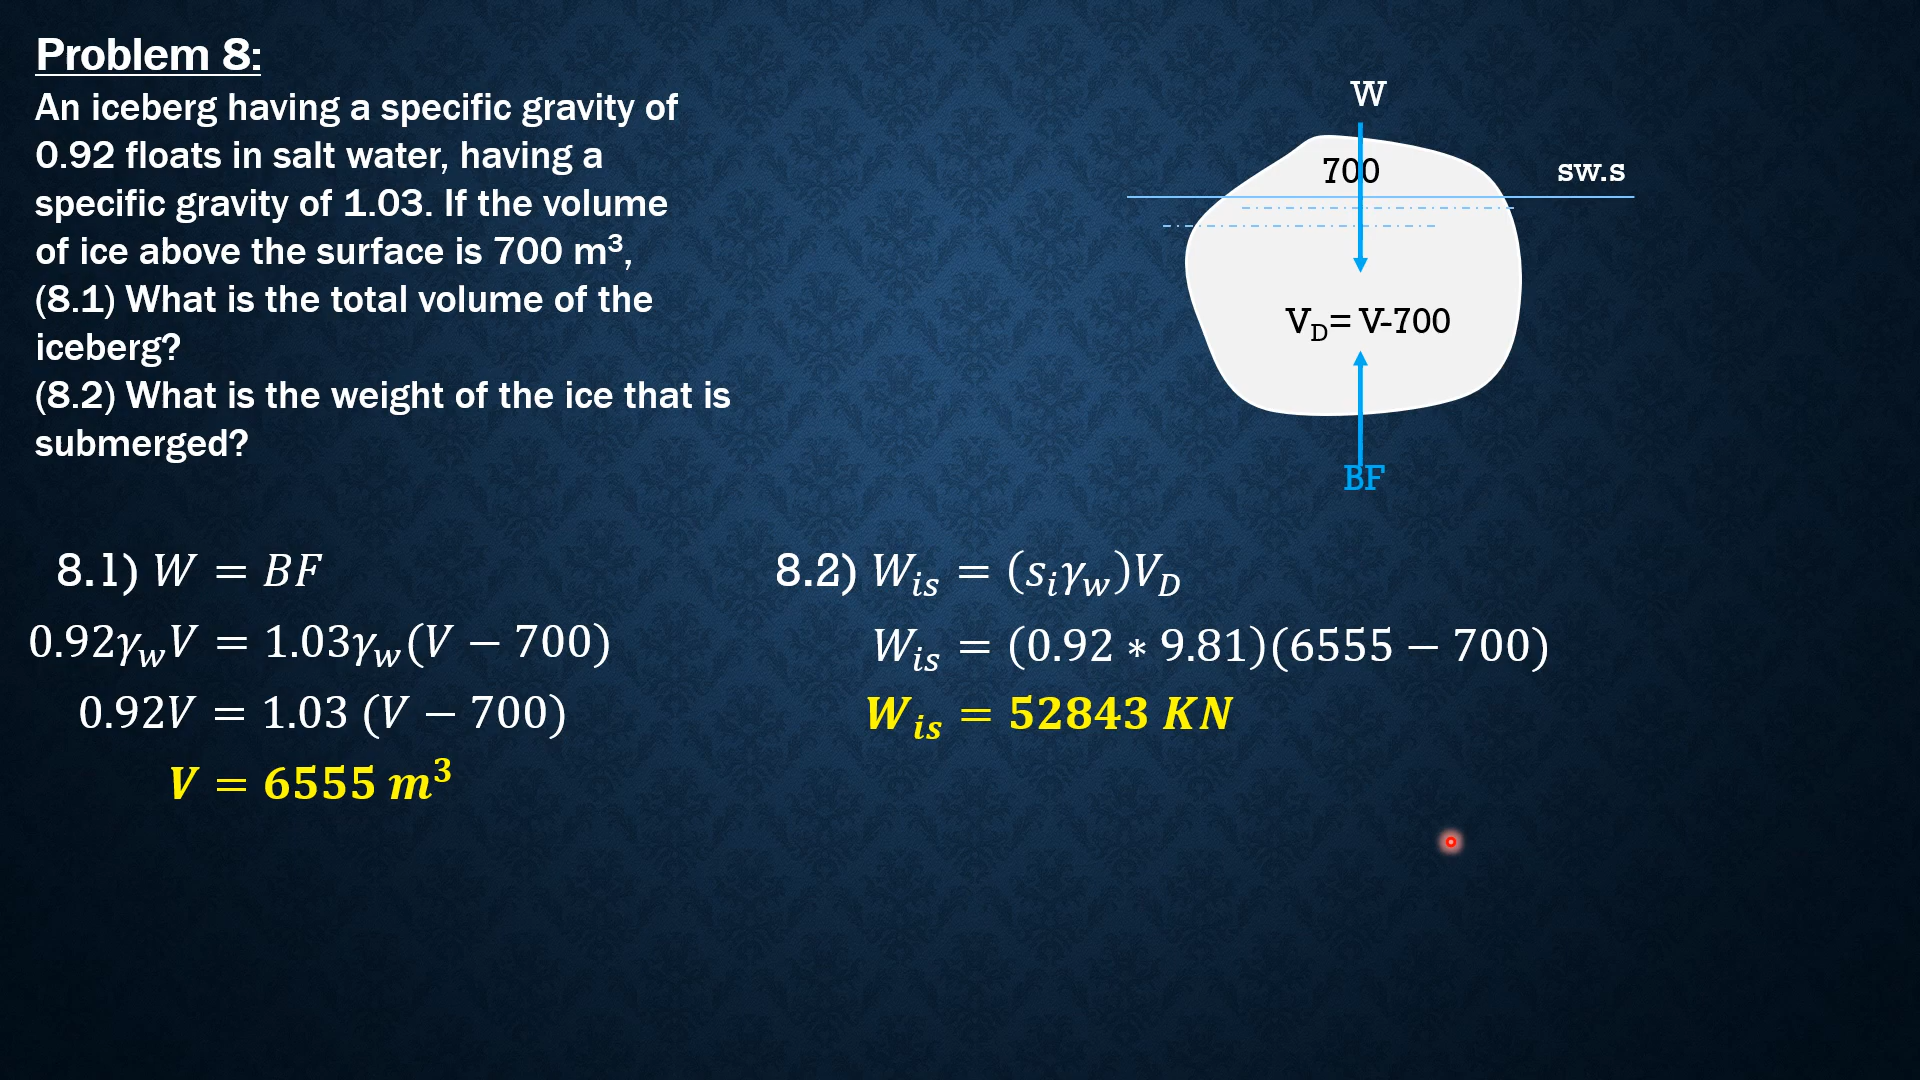 Problem 8:
An iceberg having a specific gravity of
0.92 floats in salt water, having a
specific gravity of 1.03. If the volume
of ice above the surface is 700 m³,
(8.1) What is the total volume of the
iceberg?
(8.2) What is the weight of the ice that is
submerged?
W
700
sw.s
V_D= V-700
BF
8.1) W = BF
0.92γ_wV = 1.03γ_w(V − 700)
0.92V = 1.03 (V − 700)
V = 6555 m³
8.2) W_is = (s_iγ_w)V_D
W_is = (0.92 * 9.81)(6555 − 700)
W_is = 52843 KN